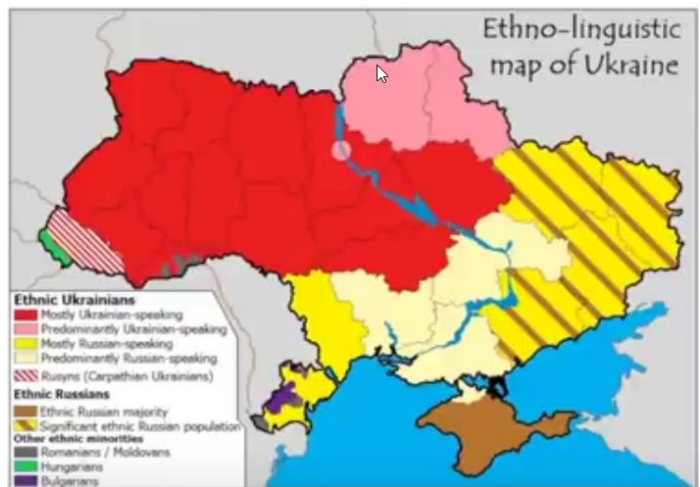 Ethno-linguistic
map of Ukraine
Ethnic Ukrainians
Mostly Ukrainian-speaking
Predominantly Ukrainian-speaking
Mostly Russian-speaking
Predominantly Russian-speaking
Rusyns (Carpathian Ukrainians)
Ethnic Russians
Ethnic Russian majority
Significant ethnic Russian population
Other ethnic minorities
Romanians / Moldovans
Hungarians
Bulgarians